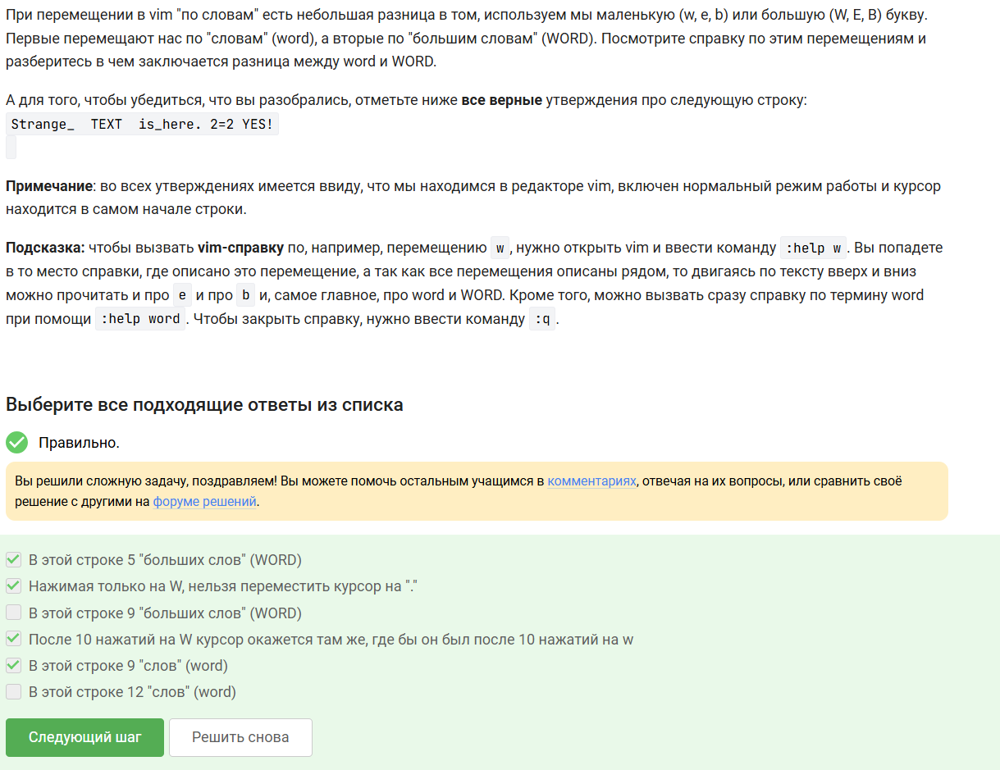 При перемещении в vim "по словам" есть небольшая разница в том, используем мы маленькую (w, e, b) или большую (W, E, B) букву.
Первые перемещают нас по "словам" (word), а вторые по "большим словам" (WORD). Посмотрите справку по этим перемещениям и
разберитесь в чем заключается разница между word и WORD.
А для того, чтобы убедиться, что вы разобрались, отметьте ниже все верные утверждения про следующую строку:
Strange_  TEXT  is_here. 2=2 YES!
Примечание: во всех утверждениях имеется ввиду, что мы находимся в редакторе vim, включен нормальный режим работы и курсор
находится в самом начале строки.
Подсказка: чтобы вызвать vim-справку по, например, перемещению w, нужно открыть vim и ввести команду :help w. Вы попадете
в то место справки, где описано это перемещение, а так как все перемещения описаны рядом, то двигаясь по тексту вверх и вниз
можно прочитать и про e и про b и, самое главное, про word и WORD. Кроме того, можно вызвать сразу справку по термину word
при помощи :help word. Чтобы закрыть справку, нужно ввести команду :q.
Выберите все подходящие ответы из списка
Правильно.
Вы решили сложную задачу, поздравляем! Вы можете помочь остальным учащимся в комментариях, отвечая на их вопросы, или сравнить своё
решение с другими на форуме решений.
В этой строке 5 "больших слов" (WORD)
Нажимая только на W, нельзя переместить курсор на "."
В этой строке 9 "больших слов" (WORD)
После 10 нажатий на W курсор окажется там же, где бы он был после 10 нажатий на w
В этой строке 9 "слов" (word)
В этой строке 12 "слов" (word)
Следующий шаг
Решить снова